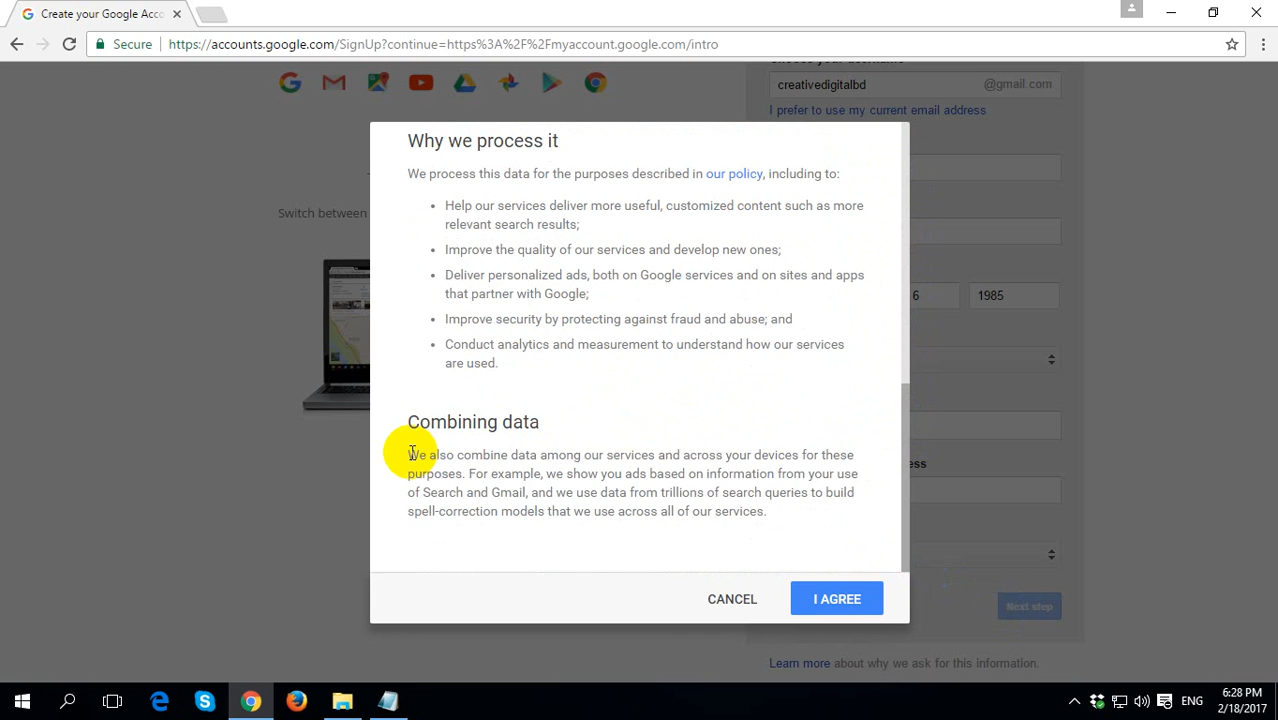 Create your Google Acco
Secure
https://accounts.google.com/SignUp?continue=https%3A%2F%2Fmyaccount.google.com/intro
creativedigitalbd
@gmail.com
I prefer to use my current email address
Switch between
6
1985
ss
Next step
Learn more about why we ask for this information.
Why we process it
We process this data for the purposes described in our policy, including to:
• Help our services deliver more useful, customized content such as more
relevant search results;
• Improve the quality of our services and develop new ones;
• Deliver personalized ads, both on Google services and on sites and apps
that partner with Google;
• Improve security by protecting against fraud and abuse; and
• Conduct analytics and measurement to understand how our services
are used.
Combining data
We also combine data among our services and across your devices for these
purposes. For example, we show you ads based on information from your use
of Search and Gmail, and we use data from trillions of search queries to build
spell-correction models that we use across all of our services.
CANCEL
I AGREE
ENG
6:28 PM
2/18/2017